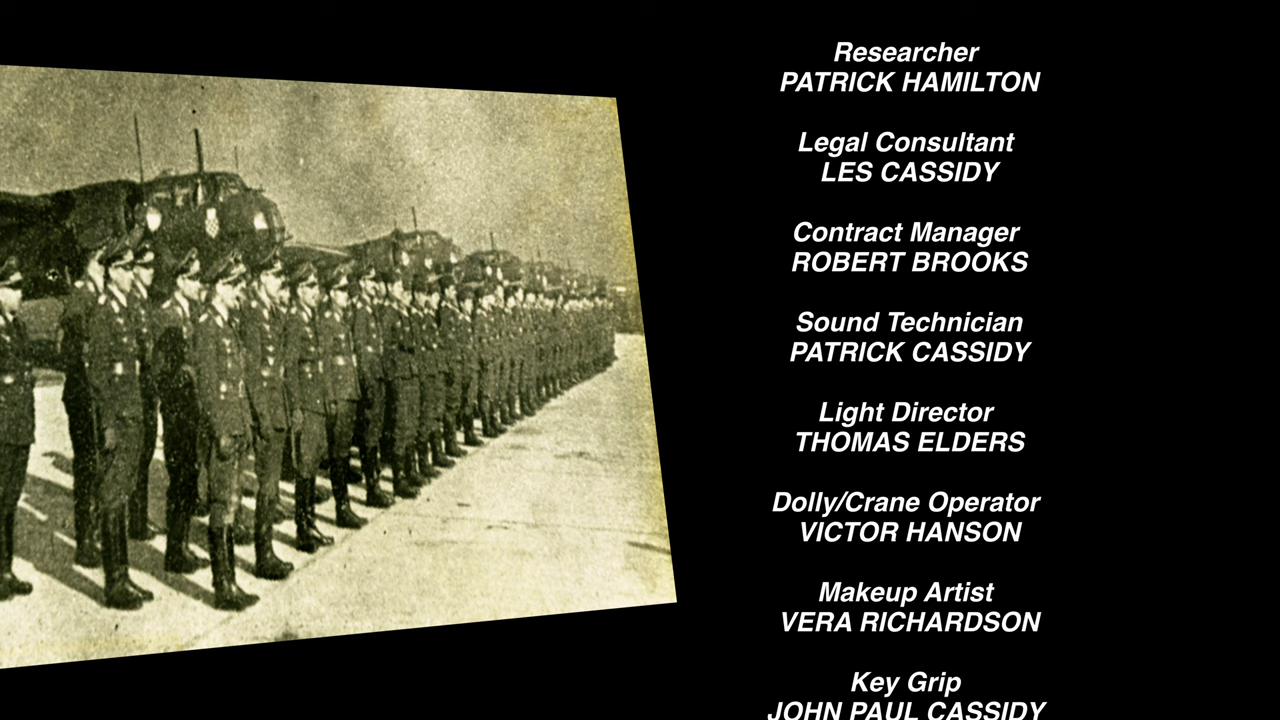 Researcher
PATRICK HAMILTON
Legal Consultant
LES CASSIDY
Contract Manager
ROBERT BROOKS
Sound Technician
PATRICK CASSIDY
Light Director
THOMAS ELDERS
Dolly/Crane Operator
VICTOR HANSON
Makeup Artist
VERA RICHARDSON
Key Grip
JOHN PAUL CASSIDY